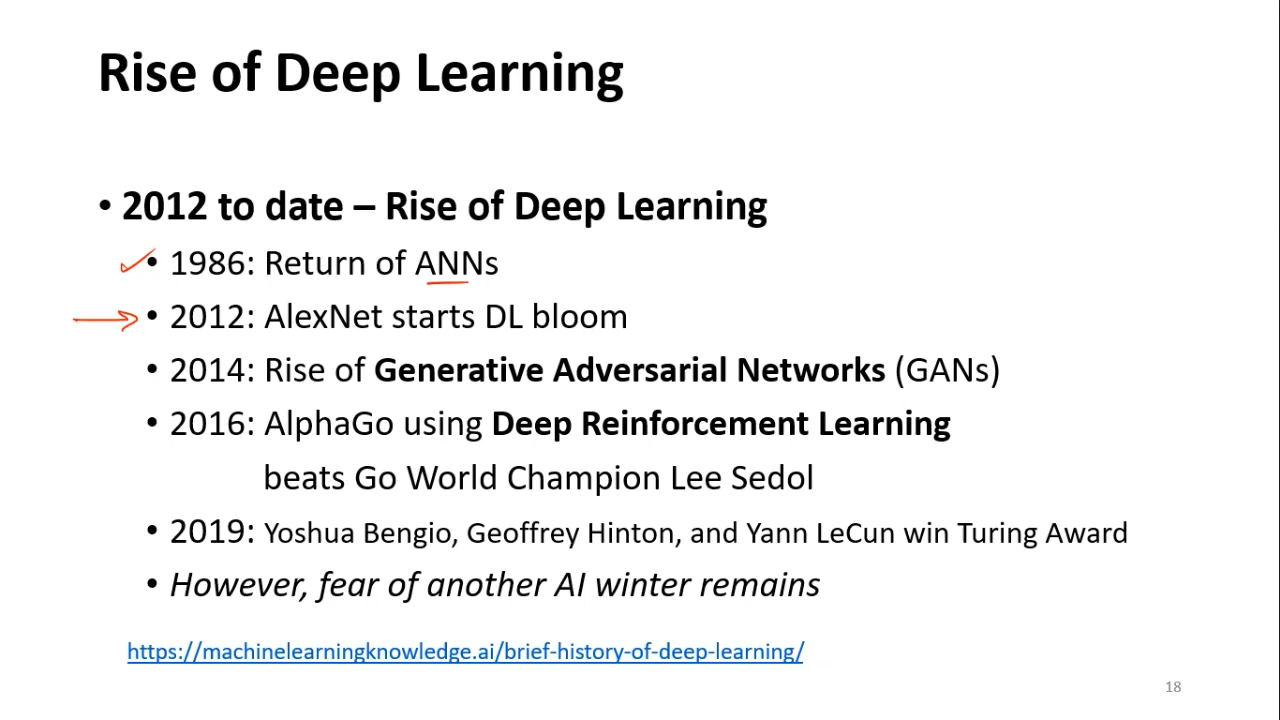 Rise of Deep Learning
• 2012 to date – Rise of Deep Learning
• 1986: Return of ANNs
• 2012: AlexNet starts DL bloom
• 2014: Rise of Generative Adversarial Networks (GANs)
• 2016: AlphaGo using Deep Reinforcement Learning
beats Go World Champion Lee Sedol
• 2019: Yoshua Bengio, Geoffrey Hinton, and Yann LeCun win Turing Award
• However, fear of another AI winter remains
https://machinelearningknowledge.ai/brief-history-of-deep-learning/
18